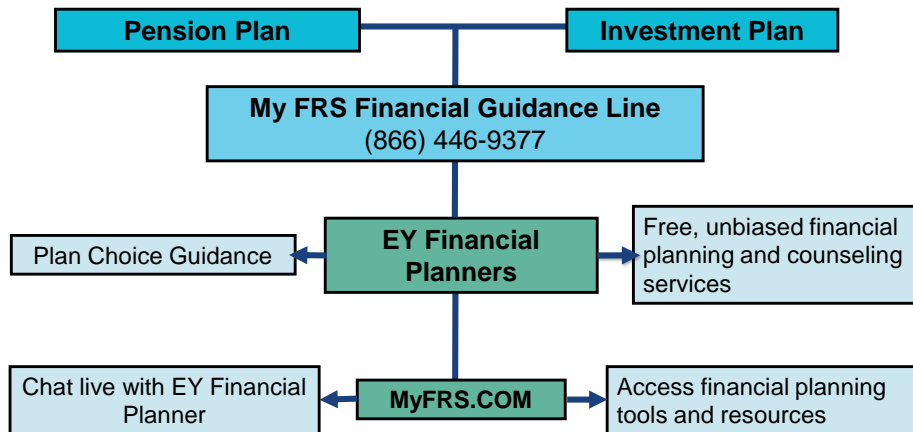 Pension Plan
Investment Plan
My FRS Financial Guidance Line
(866) 446-9377
Plan Choice Guidance
EY Financial
Planners
Free, unbiased financial
planning and counseling
services
Chat live with EY Financial
Planner
MyFRS.COM
Access financial planning
tools and resources